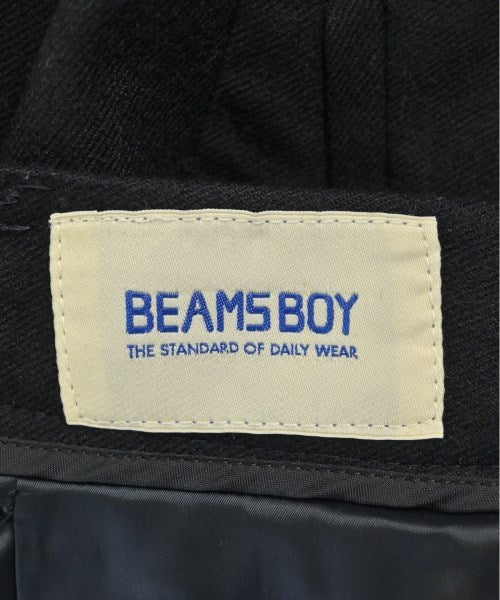 BEAMS BOY
THE STANDARD OF DAILY WEAR